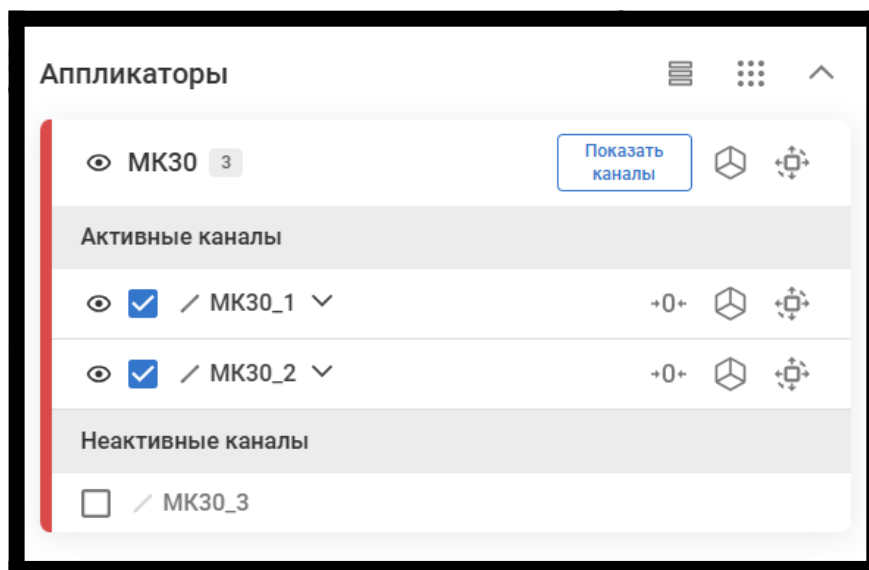 Аппликаторы
МК30 3
Показать
каналы
Активные каналы
МК30_1
→0←
МК30_2
→0←
Неактивные каналы
МК30_3